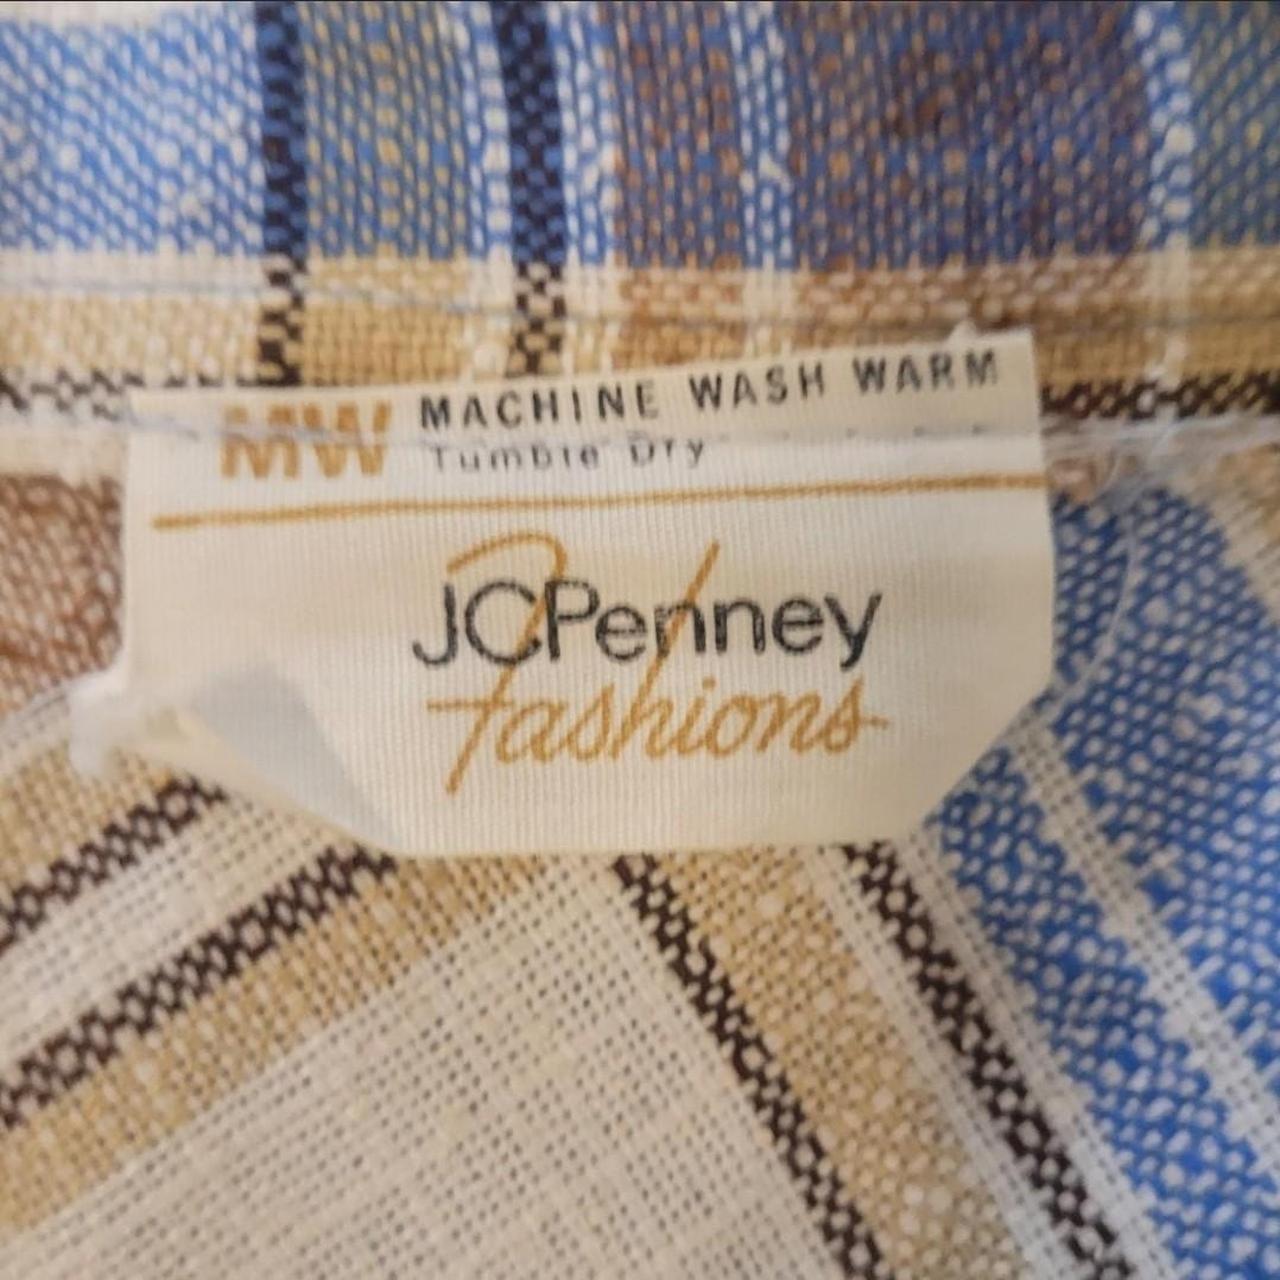 MW MACHINE WASH WARM
Tumble Dry
JCPenney
fashions